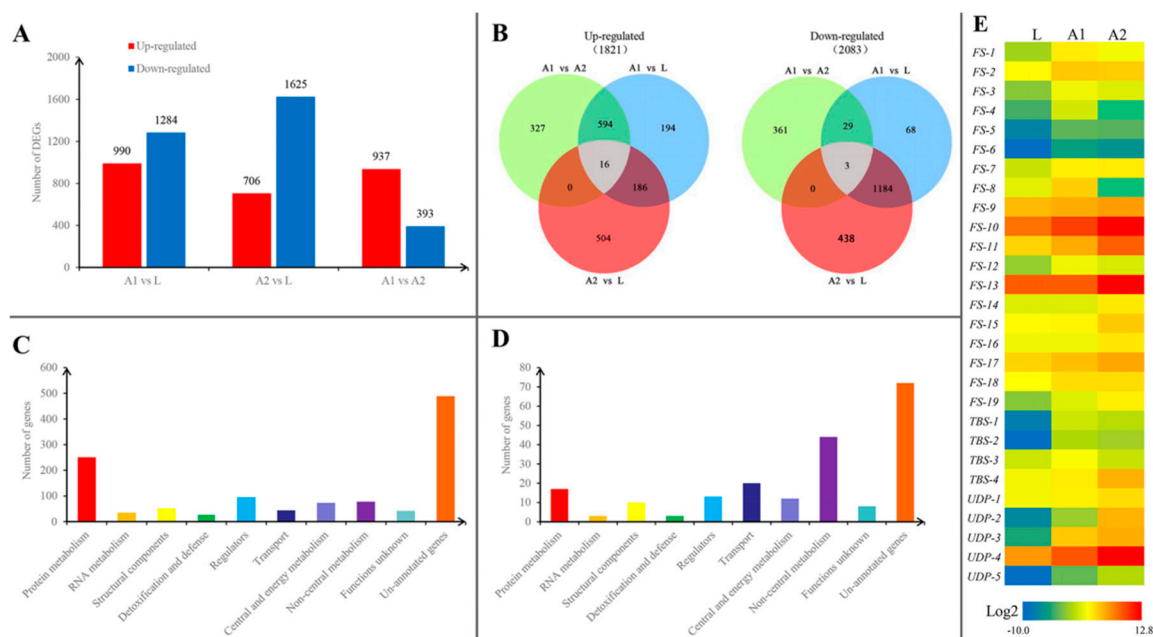 A
Up-regulated
Down-regulated
2000
1600
1200
800
400
0
Number of DEGs
990
1284
706
1625
937
393
A1 vs L
A2 vs L
A1 vs A2
B
Up-regulated
(1821)
A1 vs A2
A1 vs L
327
594
194
16
0
186
504
A2 vs L
Down-regulated
(2083)
A1 vs A2
A1 vs L
361
29
68
3
0
1184
438
A2 vs L
C
600
500
400
300
200
100
0
Number of genes
Protein metabolism
RNA metabolism
Structural components
Detoxification and defense
Regulators
Transport
Central and energy metabolism
Non-central metabolism
Functions unknown
Un-annotated genes
D
80
70
60
50
40
30
20
10
0
Number of genes
Protein metabolism
RNA metabolism
Structural components
Detoxification and defense
Regulators
Transport
Central and energy metabolism
Non-central metabolism
Functions unknown
Un-annotated genes
E
L A1 A2
FS-1
FS-2
FS-3
FS-4
FS-5
FS-6
FS-7
FS-8
FS-9
FS-10
FS-11
FS-12
FS-13
FS-14
FS-15
FS-16
FS-17
FS-18
FS-19
TBS-1
TBS-2
TBS-3
TBS-4
UDP-1
UDP-2
UDP-3
UDP-4
UDP-5
Log2
-10.0 12.8